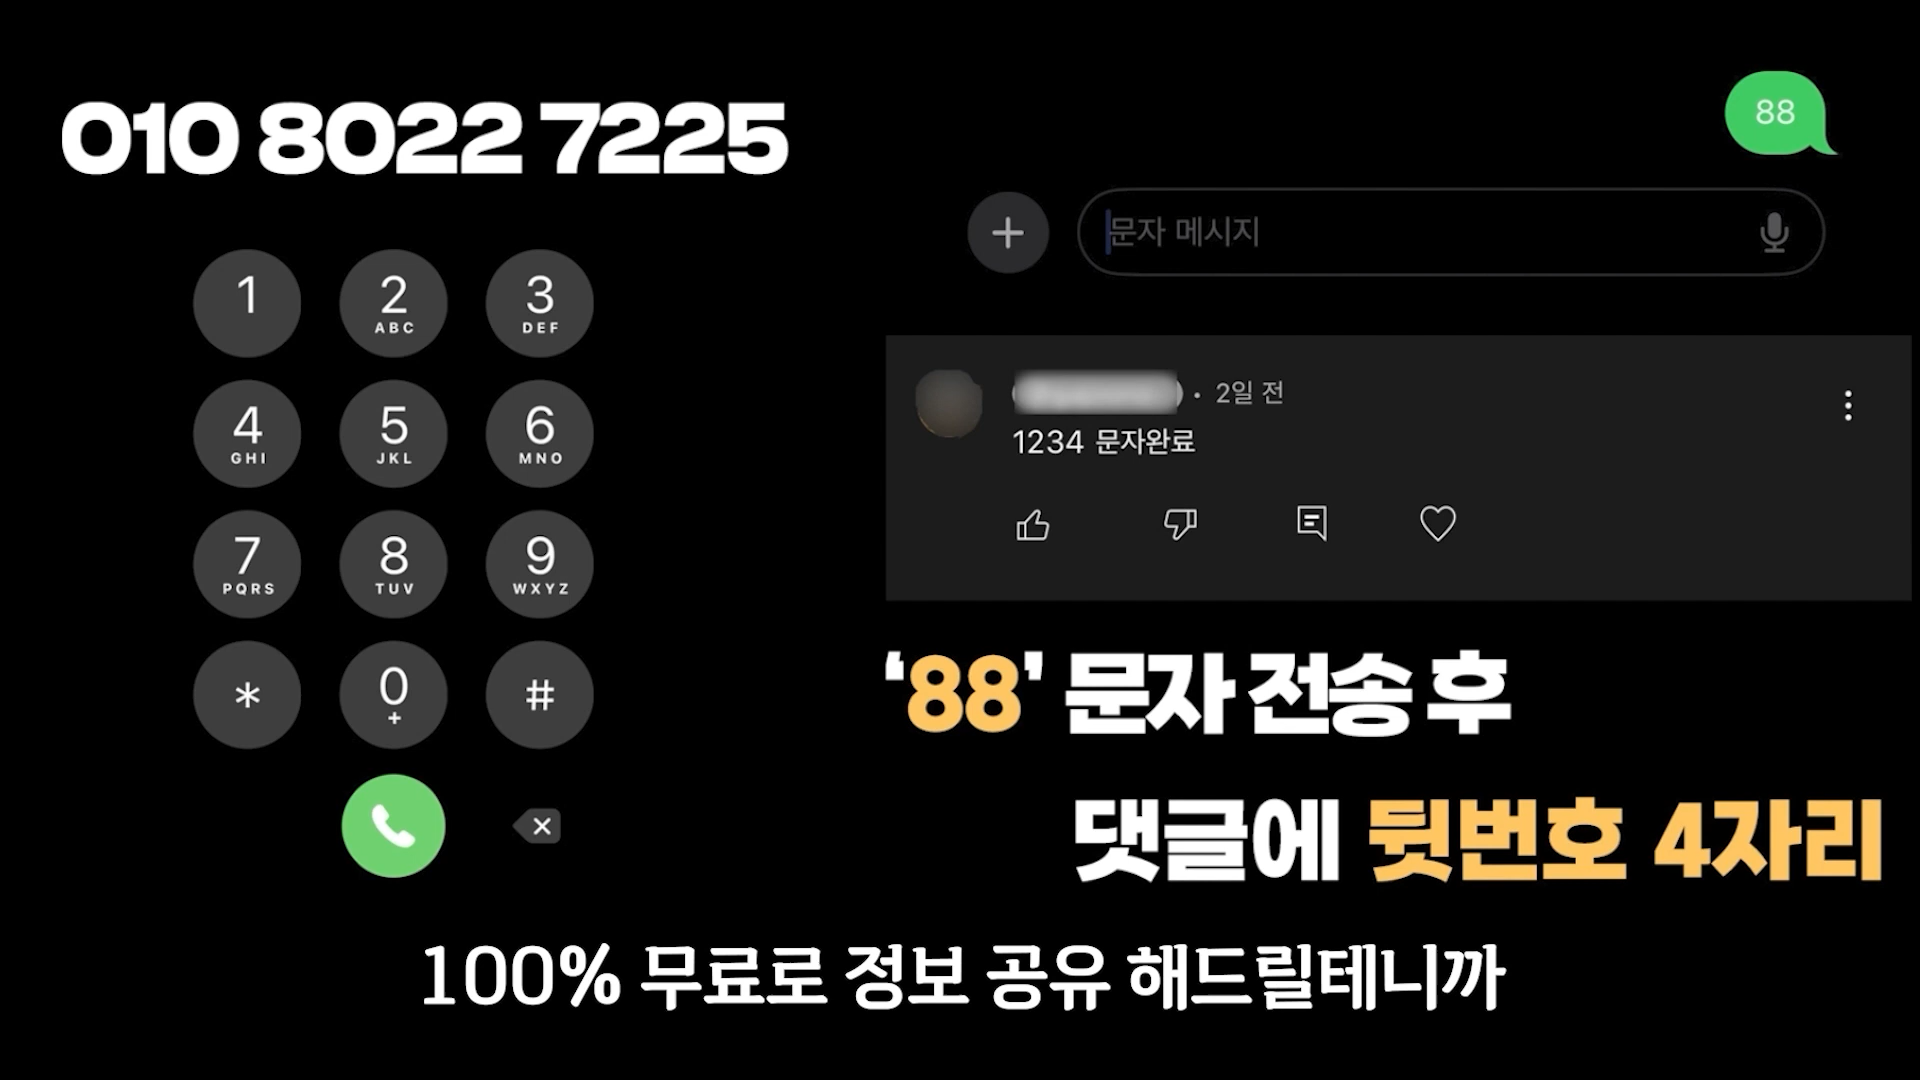 010 8022 7225
1
2
ABC
3
DEF
4
GHI
5
JKL
6
MNO
7
PQRS
8
TUV
9
WXYZ
*
0
+
#
88
문자 메시지
· 2일 전
1234 문자완료
‘88’ 문자 전송 후
댓글에 뒷번호 4자리
100% 무료로 정보 공유 해드릴테니까